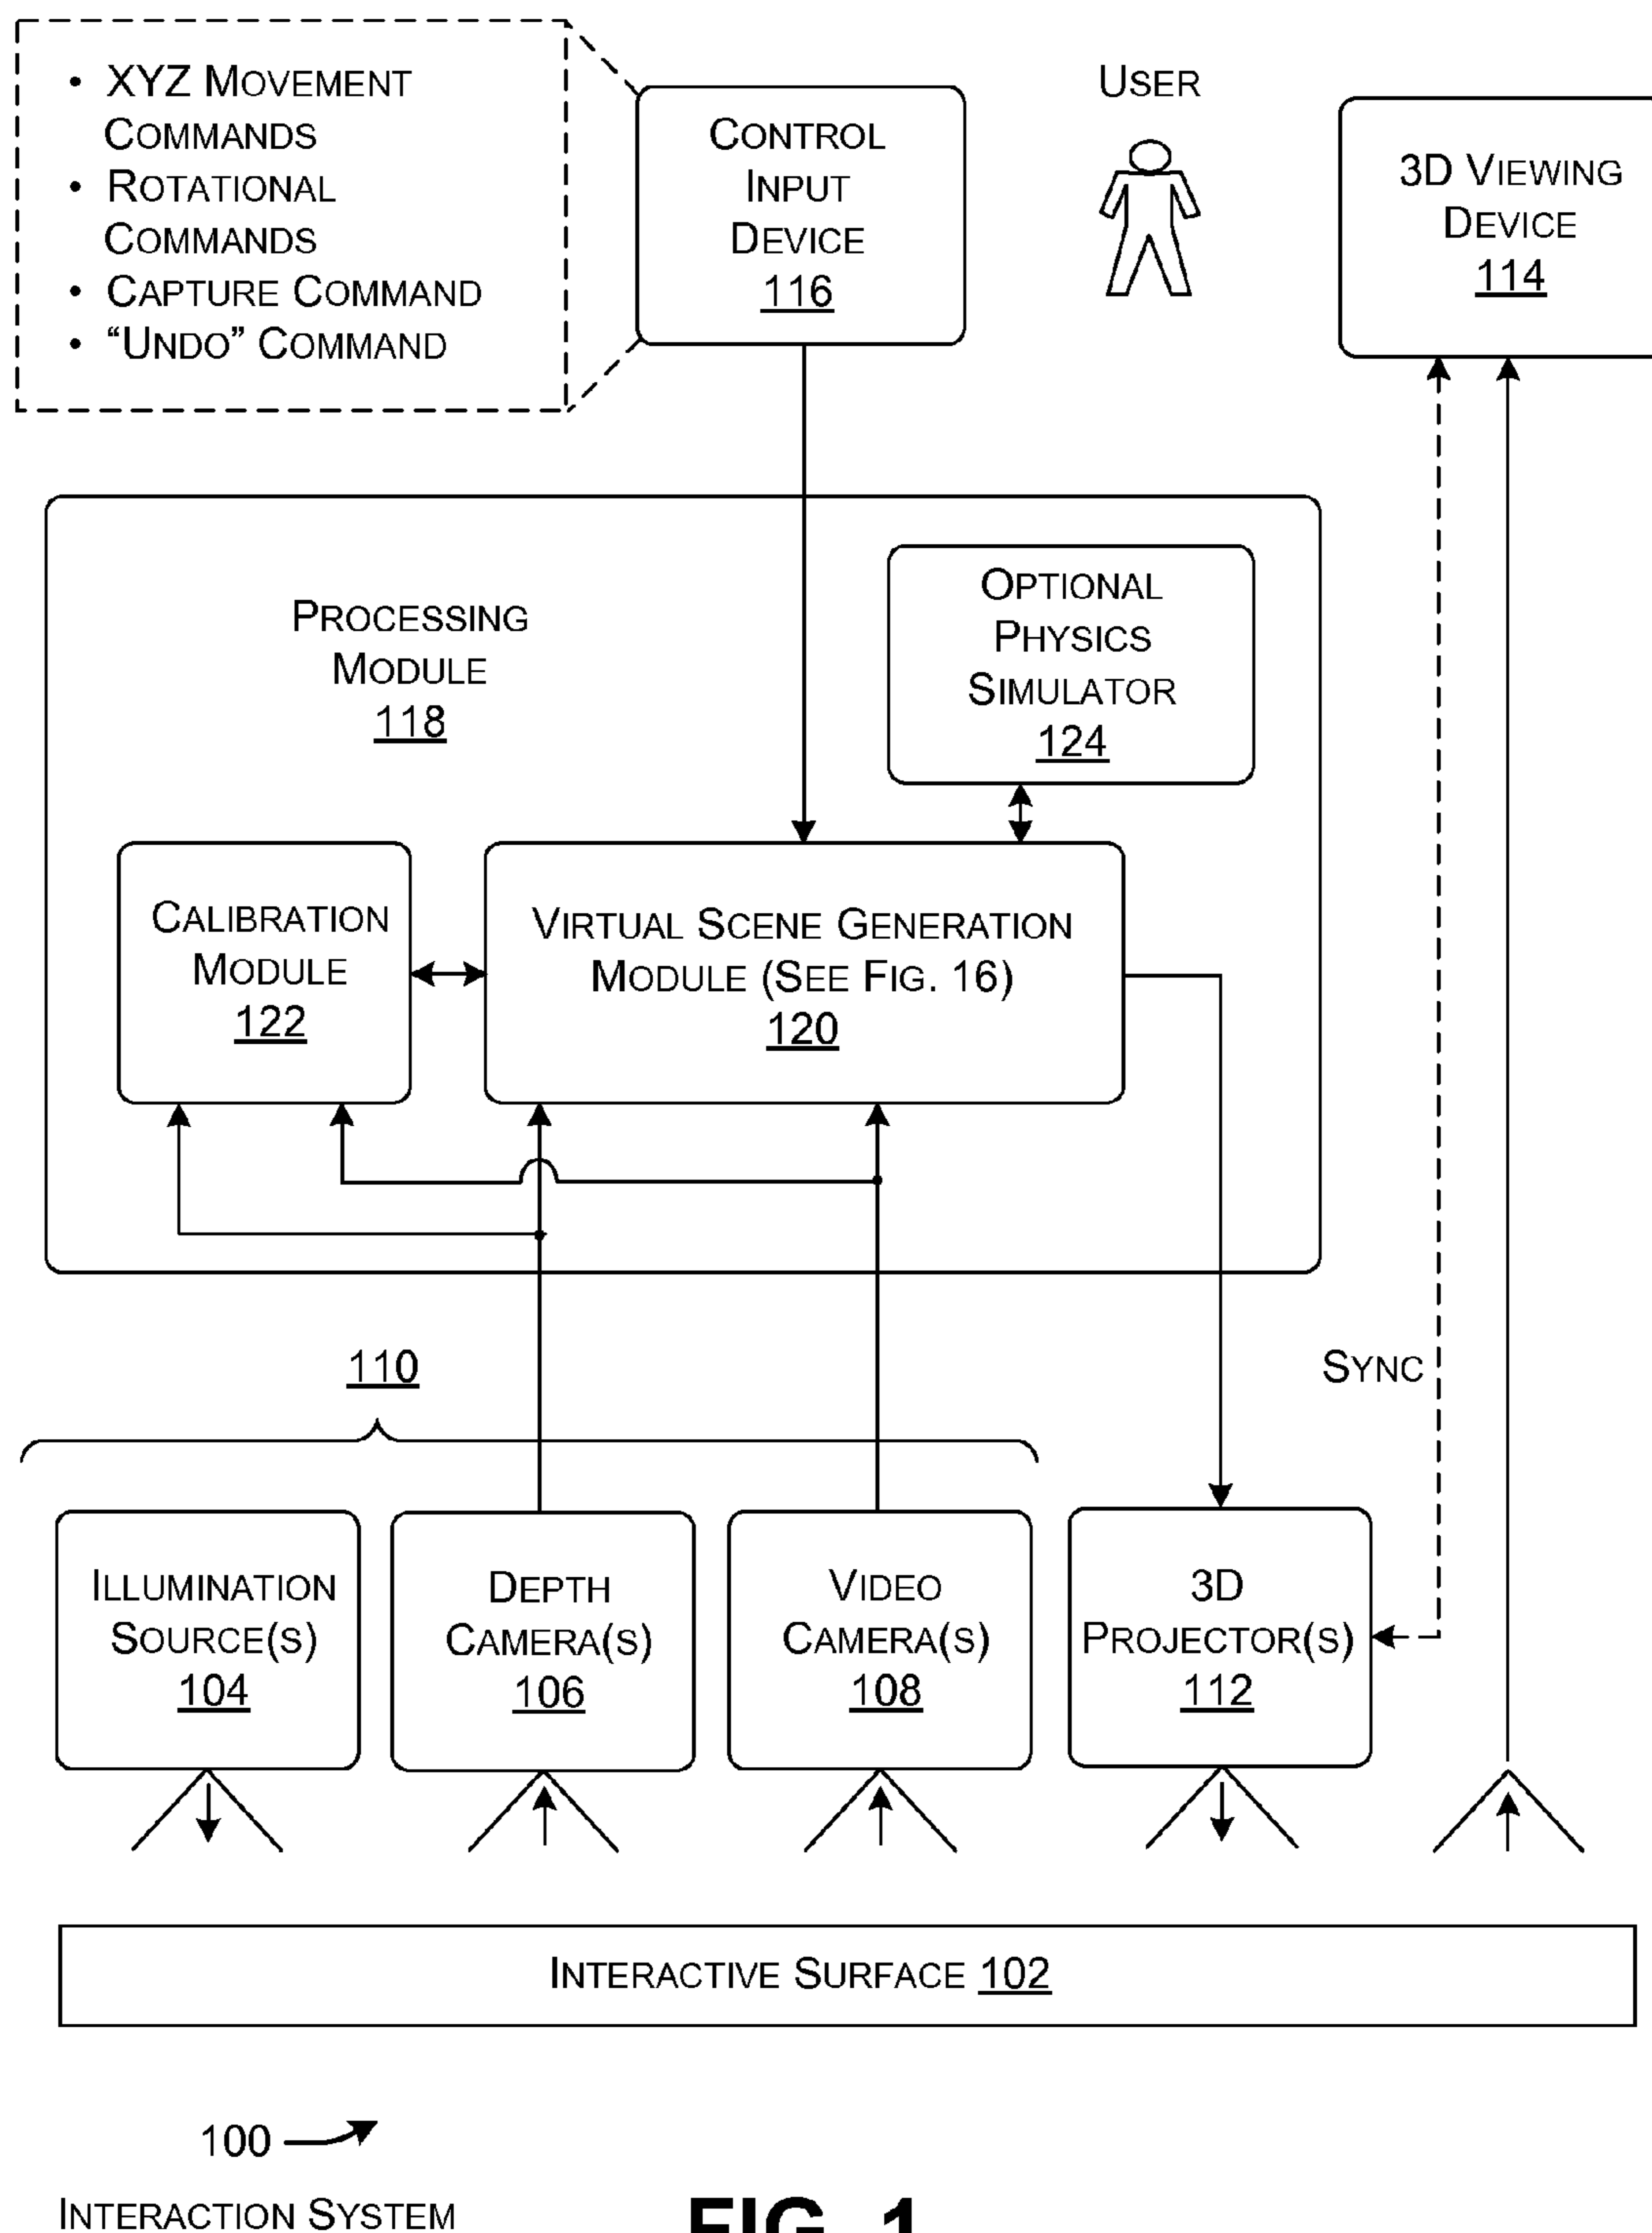 • XYZ MOVEMENT
COMMANDS
• ROTATIONAL
COMMANDS
• CAPTURE COMMAND
• “UNDO” COMMAND
CONTROL
INPUT
DEVICE
116
USER
3D VIEWING
DEVICE
114
PROCESSING
MODULE
118
OPTIONAL
PHYSICS
SIMULATOR
124
CALIBRATION
MODULE
122
VIRTUAL SCENE GENERATION
MODULE (SEE FIG. 16)
120
110
SYNC
ILLUMINATION
SOURCE(S)
104
DEPTH
CAMERA(S)
106
VIDEO
CAMERA(S)
108
3D
PROJECTOR(S)
112
INTERACTIVE SURFACE 102
100
INTERACTION SYSTEM
FIG. 1